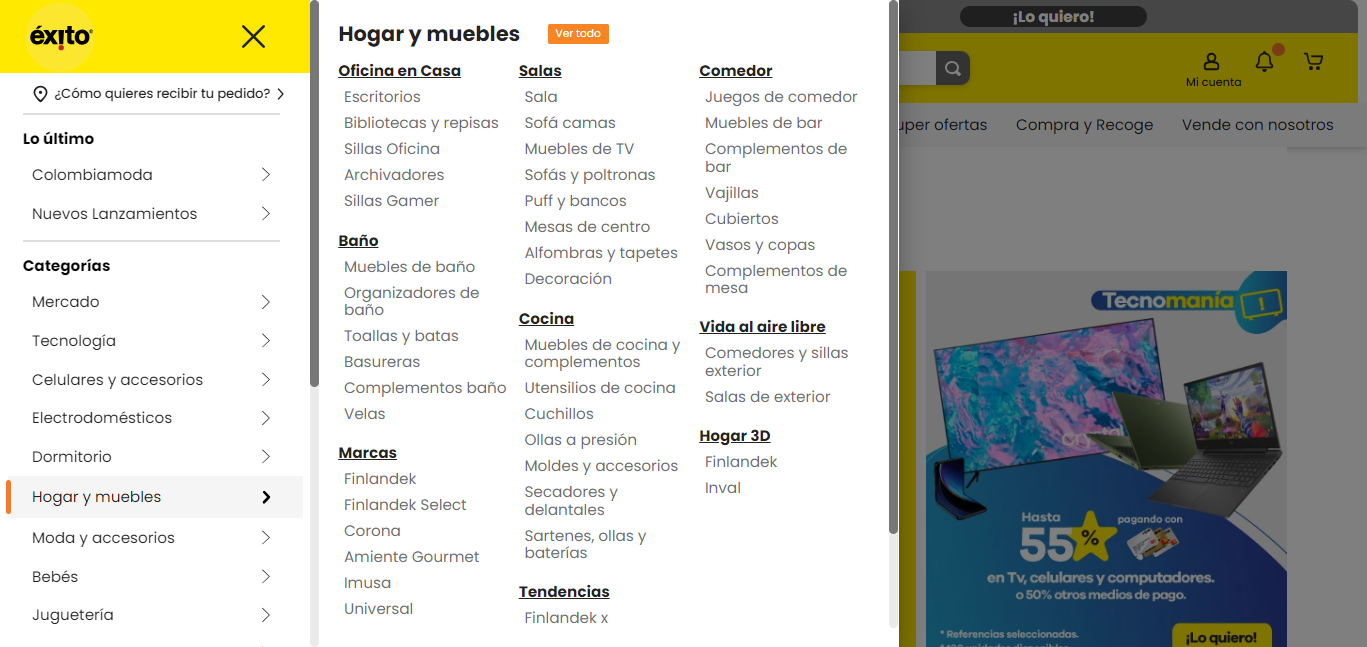 éxito
¿Cómo quieres recibir tu pedido?
Lo último
Colombiamoda
Nuevos Lanzamientos
Categorías
Mercado
Tecnología
Celulares y accesorios
Electrodomésticos
Dormitorio
Hogar y muebles
Moda y accesorios
Bebés
Juguetería
Hogar y muebles
Ver todo
Oficina en Casa
Escritorios
Bibliotecas y repisas
Sillas Oficina
Archivadores
Sillas Gamer
Baño
Muebles de baño
Organizadores de
baño
Toallas y batas
Basureras
Complementos baño
Velas
Marcas
Finlandek
Finlandek Select
Corona
Amiente Gourmet
Imusa
Universal
Salas
Sala
Sofá camas
Muebles de TV
Sofás y poltronas
Puff y bancos
Mesas de centro
Alfombras y tapetes
Decoración
Cocina
Muebles de cocina y
complementos
Utensilios de cocina
Cuchillos
Ollas a presión
Moldes y accesorios
Secadores y
delantales
Sartenes, ollas y
baterías
Tendencias
Finlandek x
Comedor
Juegos de comedor
Muebles de bar
Complementos de
bar
Vajillas
Cubiertos
Vasos y copas
Complementos de
mesa
Vida al aire libre
Comedores y sillas
exterior
Salas de exterior
Hogar 3D
Finlandek
Inval
¡Lo quiero!
Mi cuenta
uper ofertas
Compra y Recoge
Vende con nosotros
Tecnomanía
Hasta
55%
pagando con
en Tv, celulares y computadores.
o 50% otros medios de pago.
* Referencias seleccionadas.
¡Lo quiero!